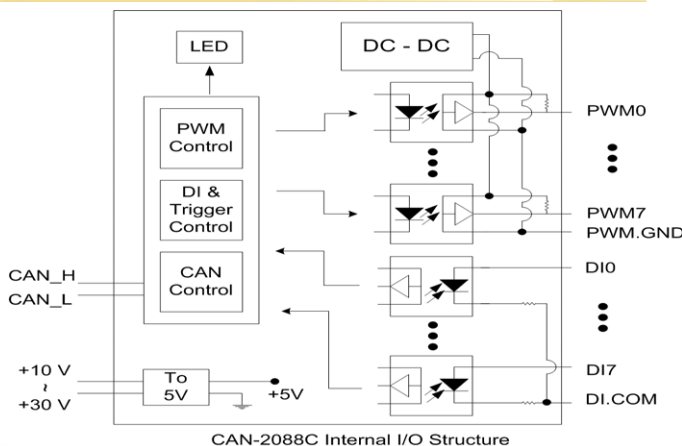 LED
DC - DC
PWM
Control
PWM0
DI &
Trigger
Control
PWM7
PWM.GND
CAN_H
CAN_L
CAN
Control
DI0
+10 V
~
+30 V
To
5V
+5V
DI7
DI.COM
CAN-2088C Internal I/O Structure